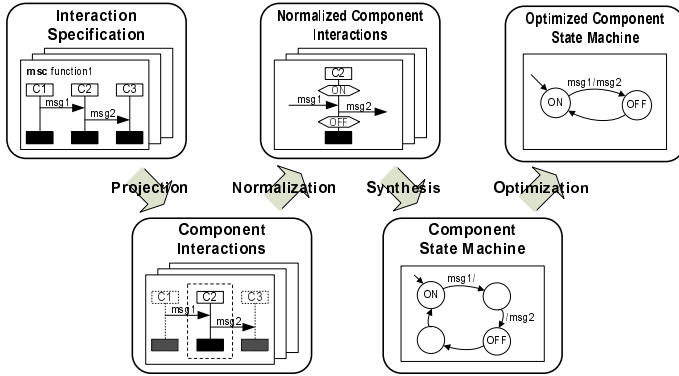 Interaction
Specification
msc function1
C1 C2 C3
msg1
msg2
Normalized Component
Interactions
C2
ON
msg1
msg2
OFF
Optimized Component
State Machine
msg1/msg2
ON
OFF
Projection
Normalization
Synthesis
Optimization
Component
Interactions
C1 C2 C3
msg1
msg2
Component
State Machine
msg1/
ON
/msg2
OFF